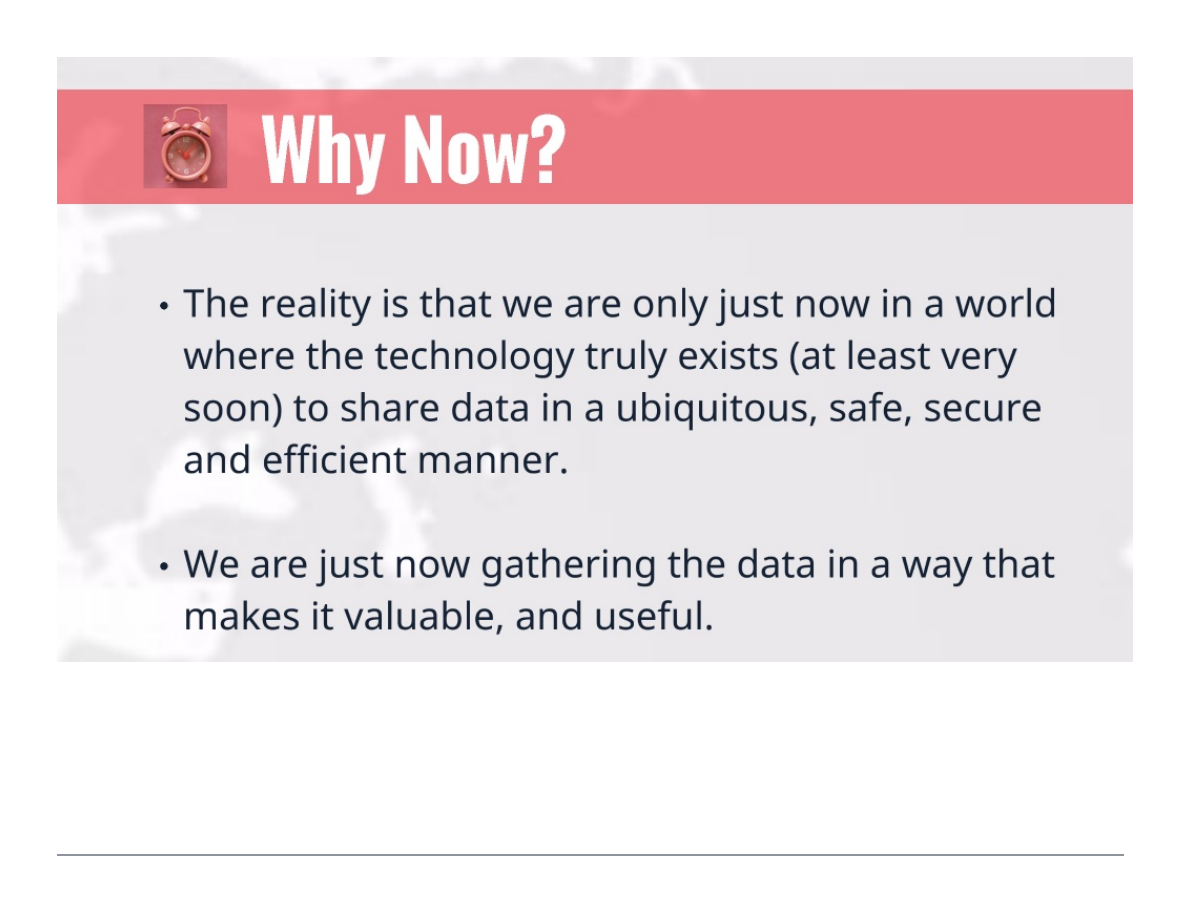 Why Now?
• The reality is that we are only just now in a world
where the technology truly exists (at least very
soon) to share data in a ubiquitous, safe, secure
and efficient manner.
• We are just now gathering the data in a way that
makes it valuable, and useful.